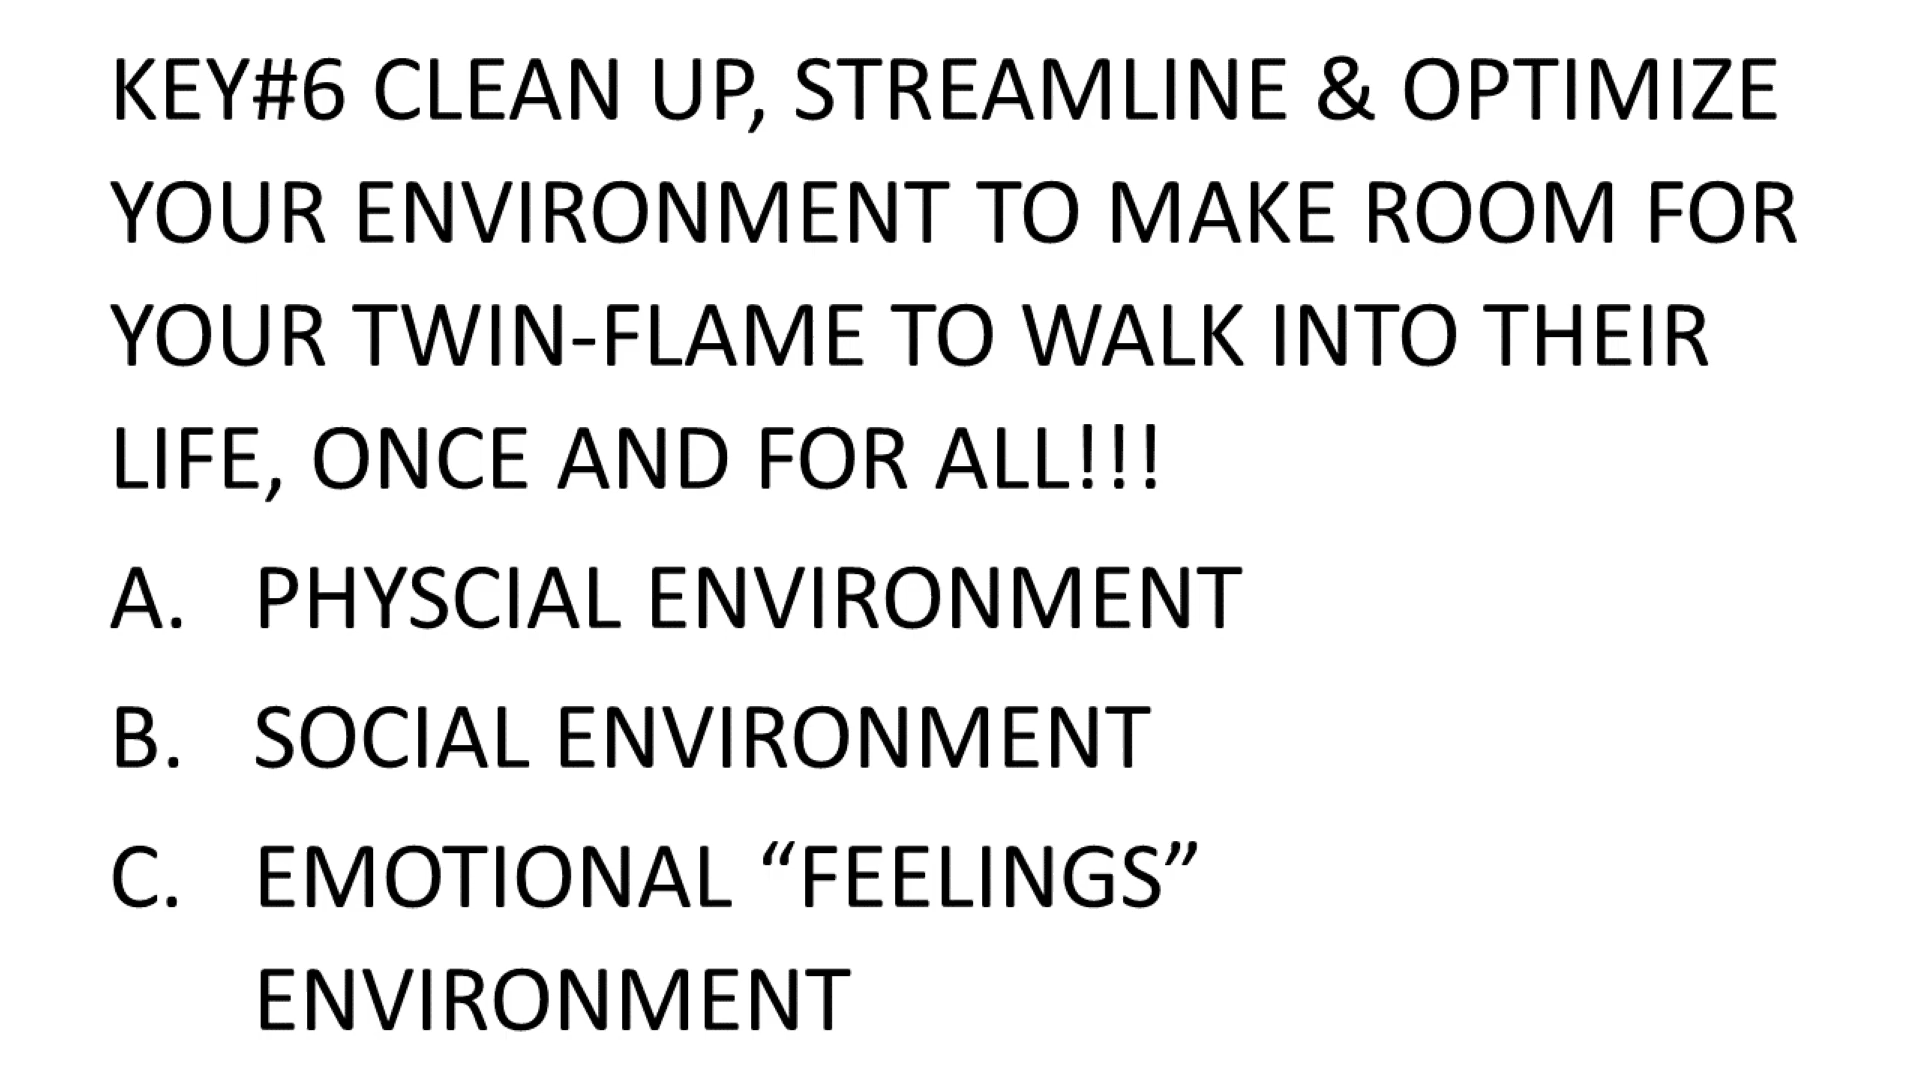 KEY#6 CLEAN UP, STREAMLINE & OPTIMIZE
YOUR ENVIRONMENT TO MAKE ROOM FOR
YOUR TWIN-FLAME TO WALK INTO THEIR
LIFE, ONCE AND FOR ALL!!!
A. PHYSCIAL ENVIRONMENT
B. SOCIAL ENVIRONMENT
C. EMOTIONAL “FEELINGS”
ENVIRONMENT